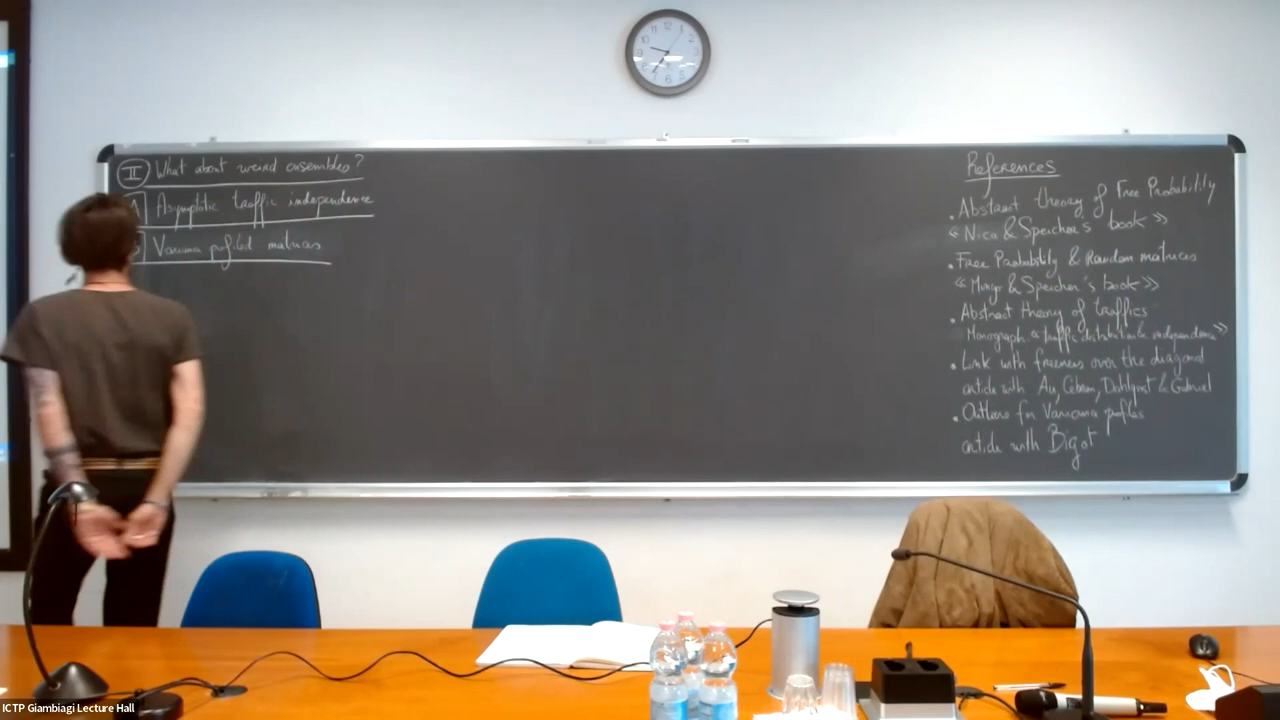 II What about weird ensembles?
A Asymptotic traffic independence
Variance profiled matrices
References
. Abstract theory of Free Probability
« Nica & Speicher's book »
. Free Probability & Random matrices
« Mingo & Speicher's book »
. Abstract theory of traffics
Monograph « traffic distributions & independence »
. Link with freeness over the diagonal
article with Au, Cébron, Dahlqvist & Gabriel
. Outlines for Variance profiles
article with Bigot
ICTP Giambiagi Lecture Hall